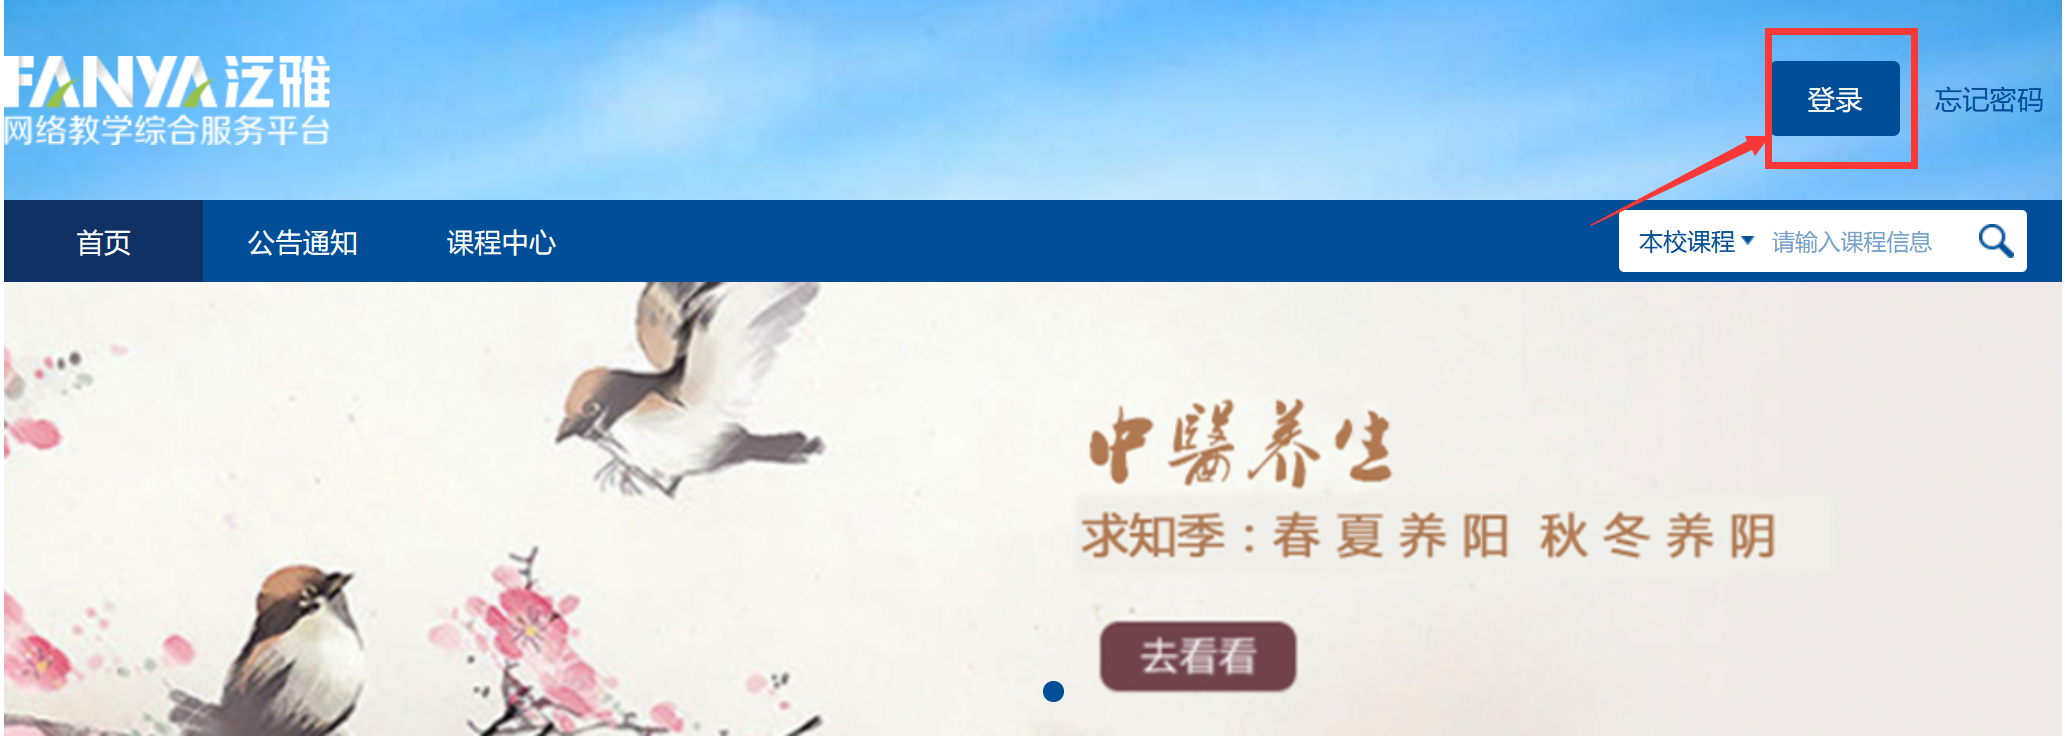 FANYA泛雅
网络教学综合服务平台
登录
忘记密码
首页
公告通知
课程中心
本校课程
请输入课程信息
中醫养生
求知季：春夏养阳 秋冬养阴
去看看